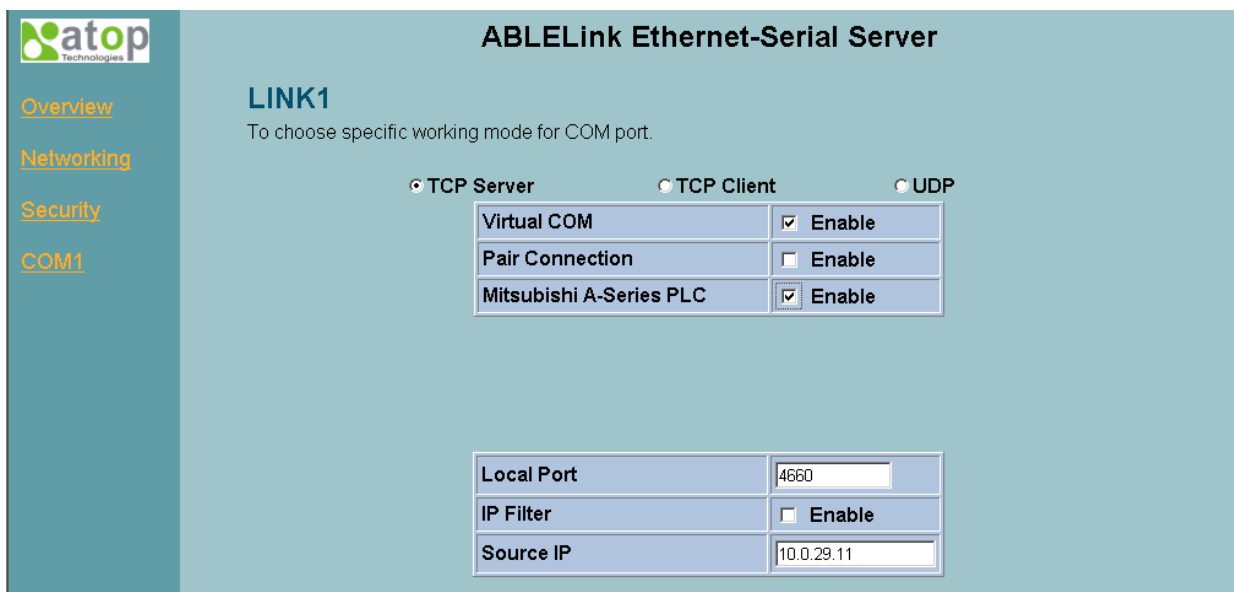 atop
Technologies
ABLELink Ethernet-Serial Server
Overview
Networking
Security
COM1
LINK1
To choose specific working mode for COM port.
TCP Server TCP Client UDP
Virtual COM Enable
Pair Connection Enable
Mitsubishi A-Series PLC Enable
Local Port 4660
IP Filter Enable
Source IP 10.0.29.11